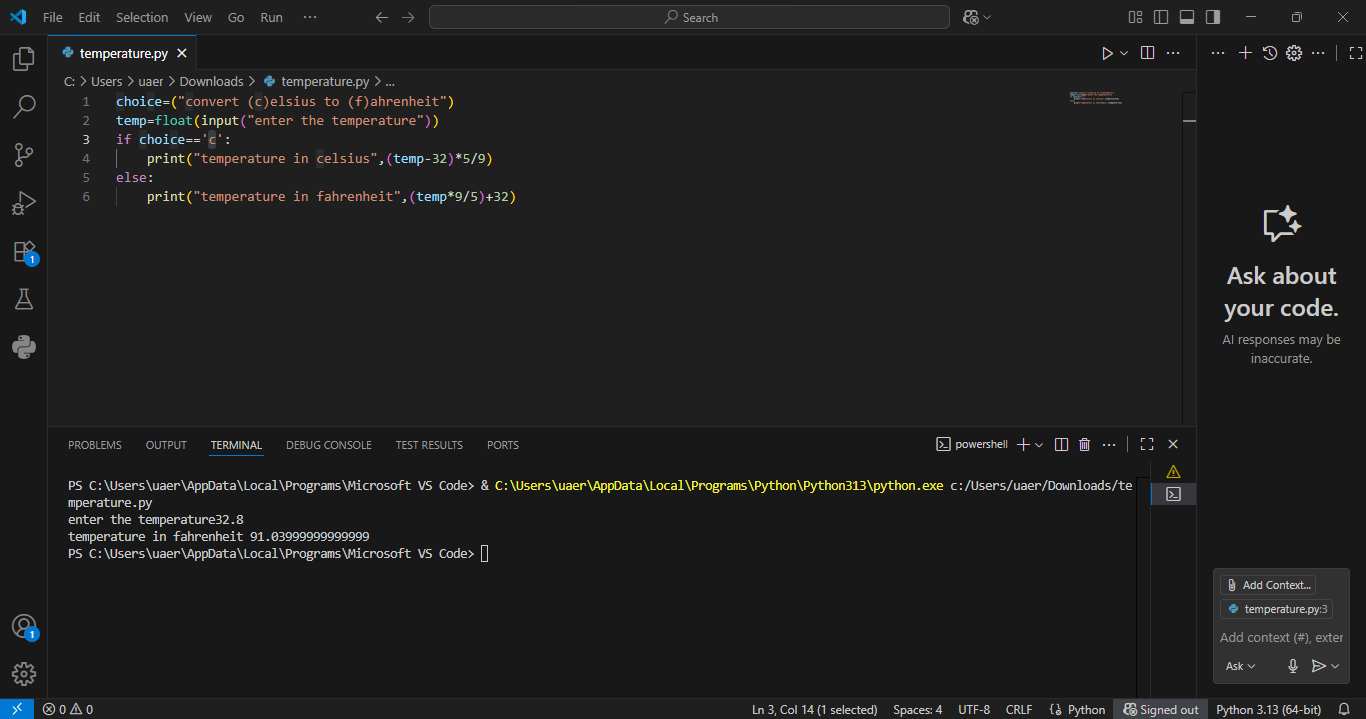 File Edit Selection View Go Run ··· Search
temperature.py
C: > Users > uaer > Downloads > temperature.py > ...
1 choice=("convert (c)elsius to (f)ahrenheit")
2 temp=float(input("enter the temperature"))
3 if choice=='c':
4 print("temperature in celsius",(temp-32)*5/9)
5 else:
6 print("temperature in fahrenheit",(temp*9/5)+32)
Ask about
your code.
AI responses may be
inaccurate.
PROBLEMS OUTPUT TERMINAL DEBUG CONSOLE TEST RESULTS PORTS powershell
PS C:\Users\uaer\AppData\Local\Programs\Microsoft VS Code> & C:\Users\uaer\AppData\Local\Programs\Python\Python313\python.exe c:/Users/uaer/Downloads/te
mperature.py
enter the temperature32.8
temperature in fahrenheit 91.03999999999999
PS C:\Users\uaer\AppData\Local\Programs\Microsoft VS Code>
1
1
Add Context...
temperature.py:3
Add context (#), exter
Ask
0 0 Ln 3, Col 14 (1 selected) Spaces: 4 UTF-8 CRLF Python Signed out Python 3.13 (64-bit)